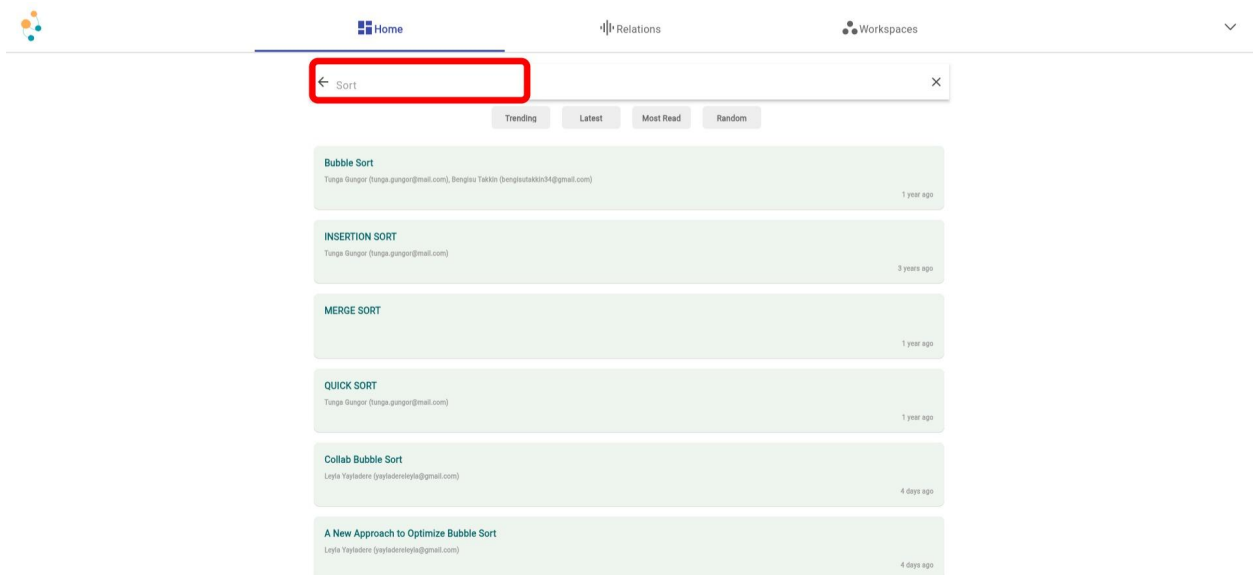 Home
Relations
Workspaces
Sort
Trending Latest Most Read Random
Bubble Sort
Tunga Gungor (tunga.gungor@mail.com), Bengisu Takkin (bengisutakkin34@gmail.com)
1 year ago
INSERTION SORT
Tunga Gungor (tunga.gungor@mail.com)
3 years ago
MERGE SORT
1 year ago
QUICK SORT
Tunga Gungor (tunga.gungor@mail.com)
1 year ago
Collab Bubble Sort
Leyla Yayladere (yayladereleyla@gmail.com)
4 days ago
A New Approach to Optimize Bubble Sort
Leyla Yayladere (yayladereleyla@gmail.com)
4 days ago